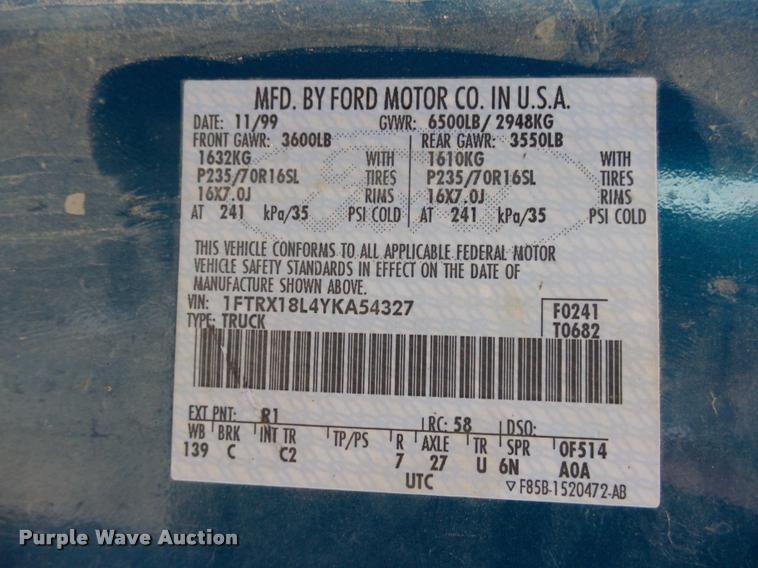 MFD. BY FORD MOTOR CO. IN U.S.A.
DATE: 11/99 GVWR: 6500LB/ 2948KG
FRONT GAWR: 3600LB REAR GAWR: 3550LB
1632KG WITH 1610KG WITH
P235/70R16SL TIRES P235/70R16SL TIRES
16X7.0J RIMS 16X7.0J RIMS
AT 241 kPa/35 PSI COLD AT 241 kPa/35 PSI COLD
THIS VEHICLE CONFORMS TO ALL APPLICABLE FEDERAL MOTOR
VEHICLE SAFETY STANDARDS IN EFFECT ON THE DATE OF
MANUFACTURE SHOWN ABOVE.
VIN: 1FTRX18L4YKA54327 F0241
TYPE: TRUCK T0682
EXT PNT: R1 RC: 58 DSO:
WB BRK INT TR TP/PS R AXLE TR SPR 0F514
139 C C2 7 27 U 6N A0A
UTC ▽F85B-1520472-AB
Purple Wave Auction